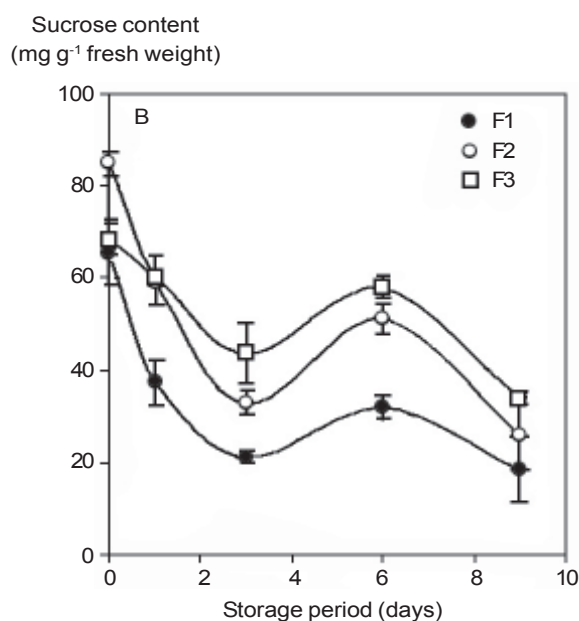 Sucrose content
(mg g⁻¹ fresh weight)
100
B
F1
F2
F3
80
60
40
20
0
0 2 4 6 8 10
Storage period (days)